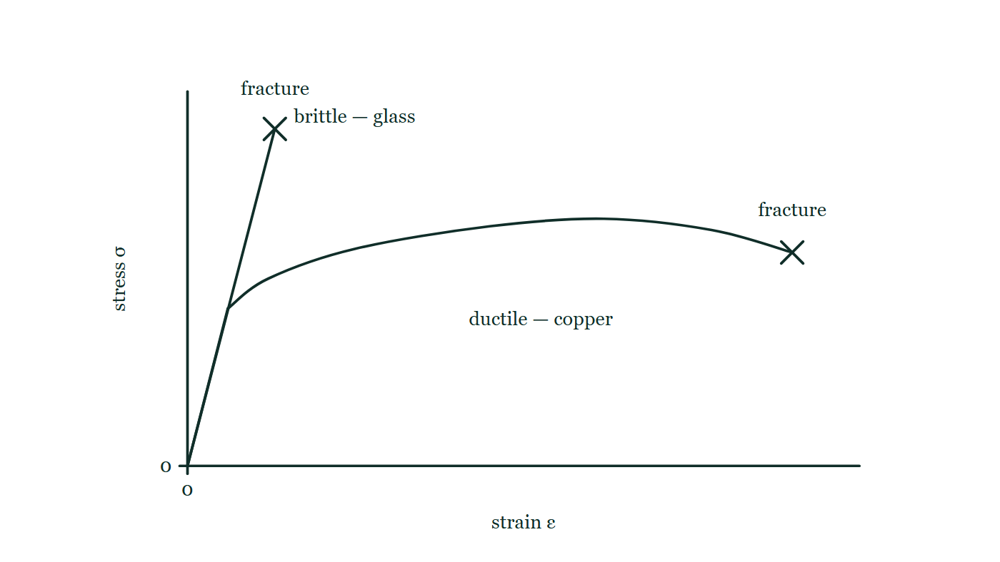 fracture
brittle — glass
fracture
stress σ
ductile — copper
0
0
strain ε